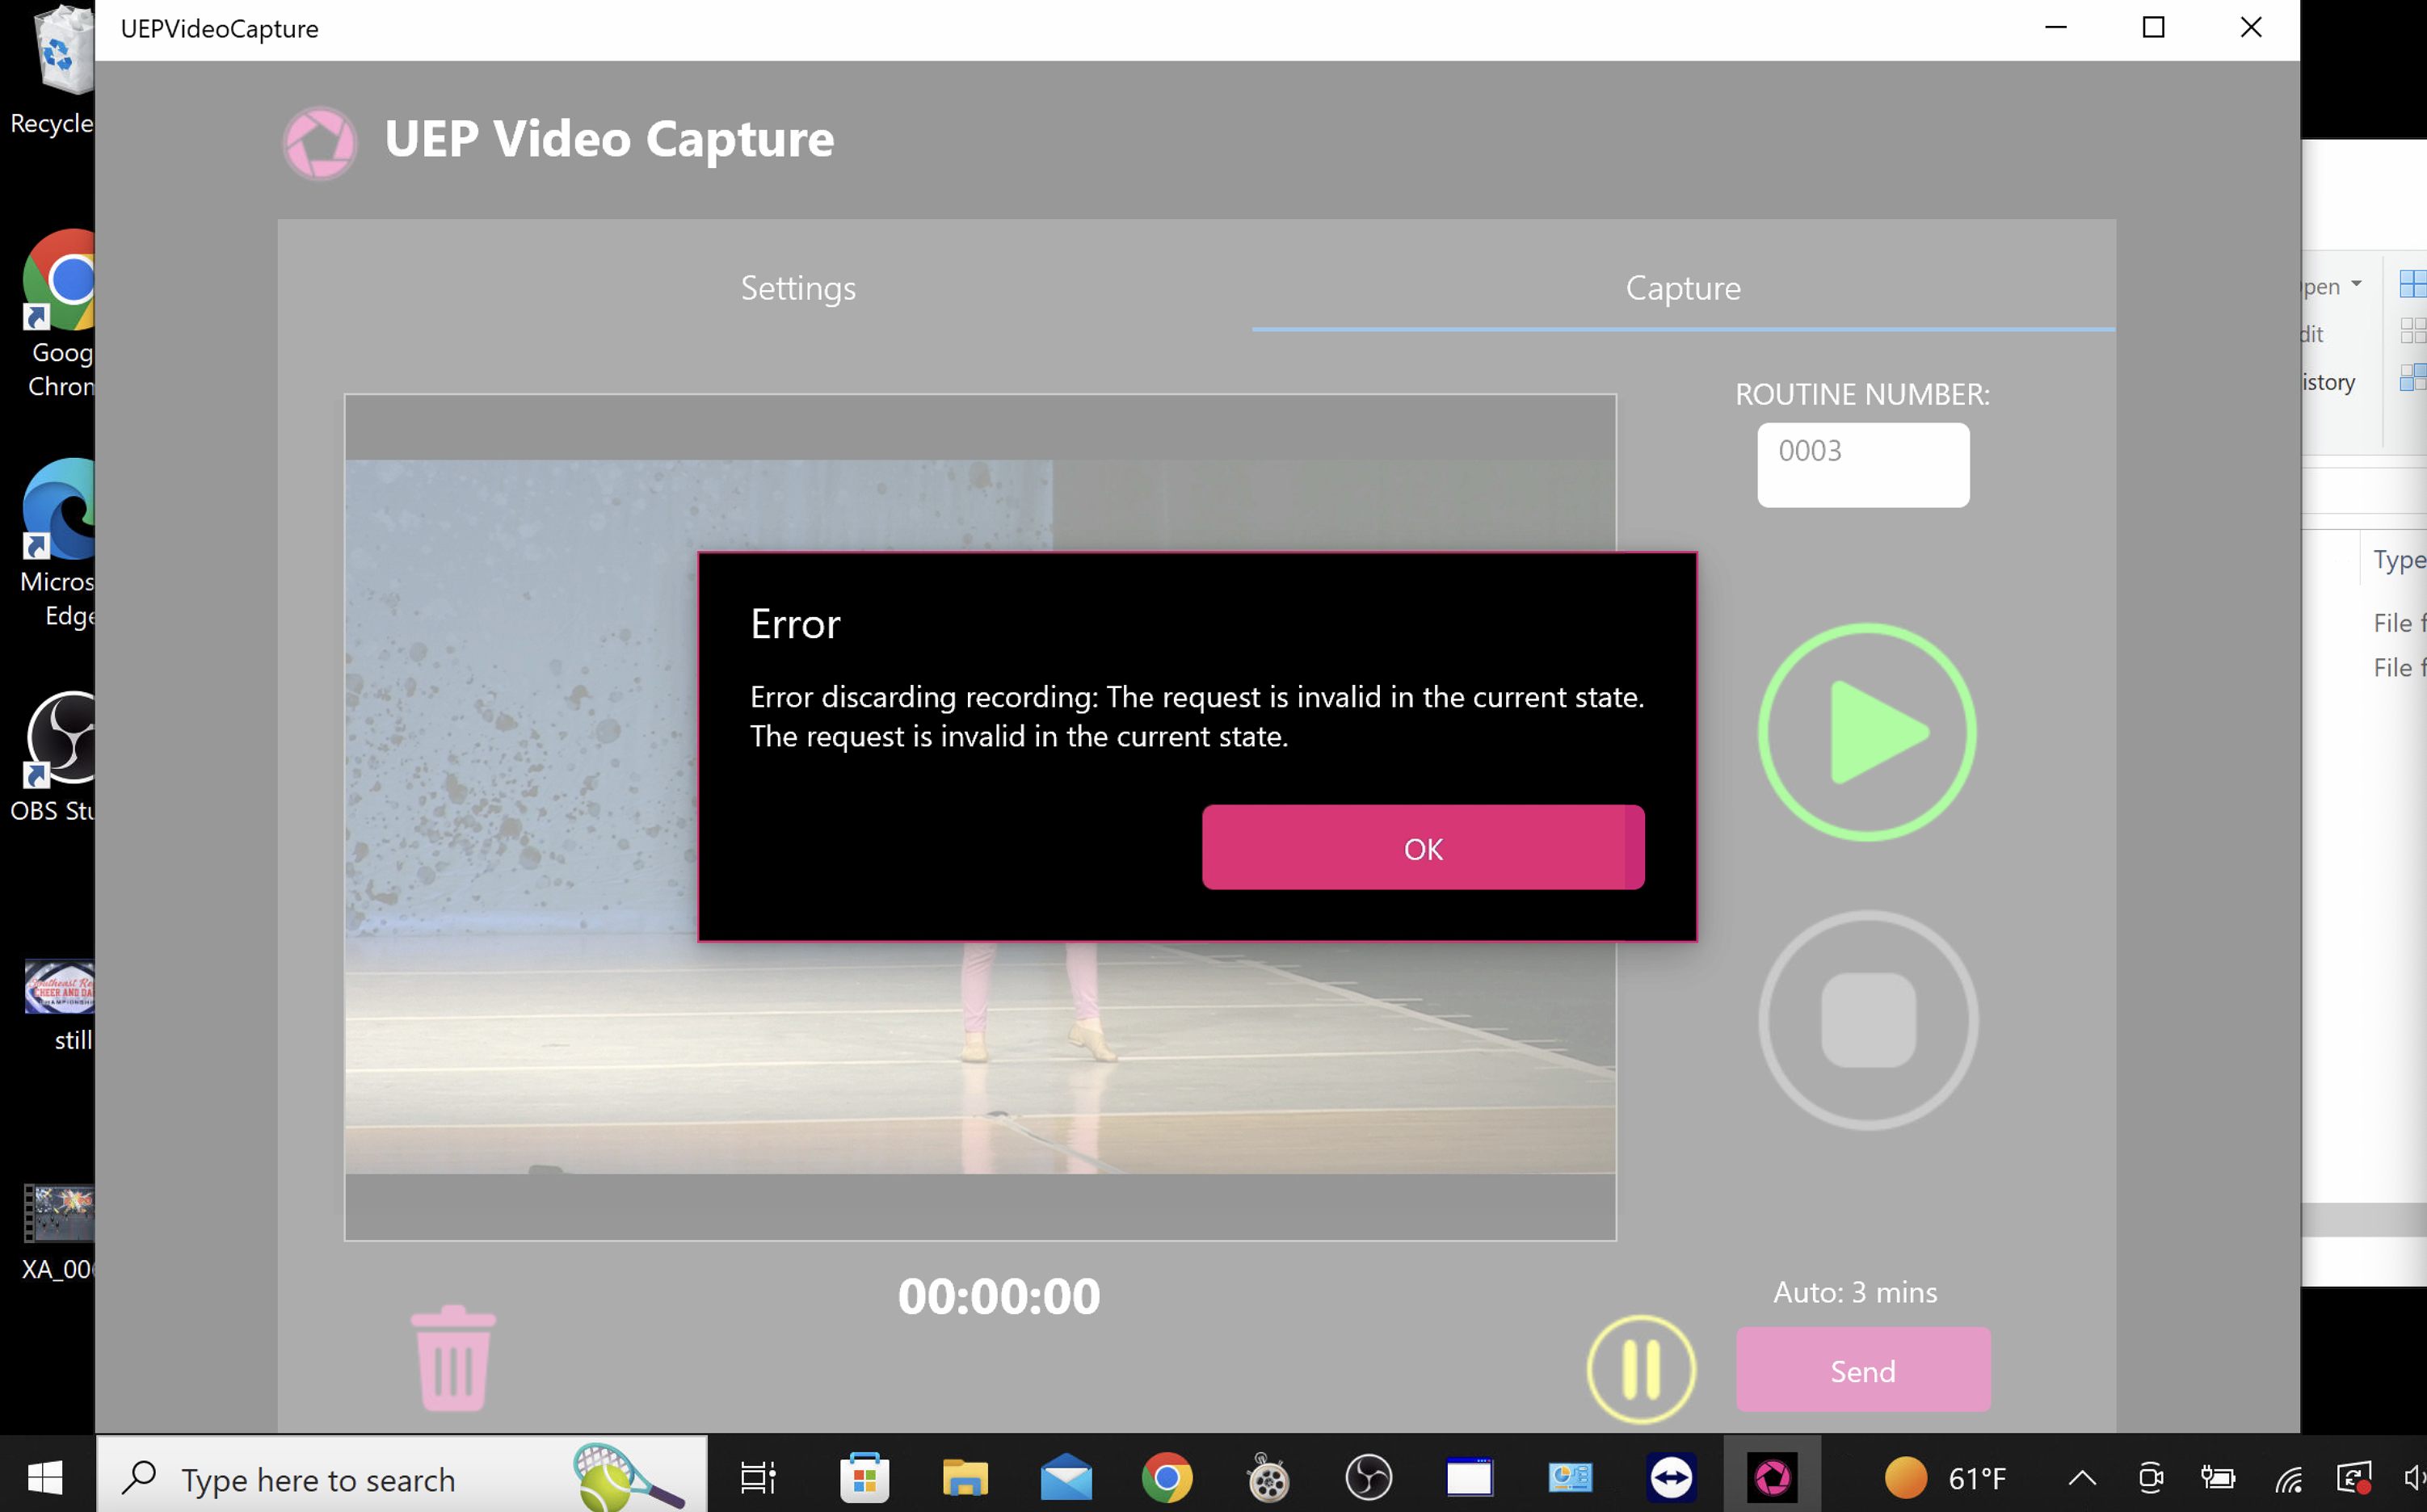 UEPVideoCapture
UEP Video Capture
Settings
Capture
ROUTINE NUMBER:
0003
Error
Error discarding recording: The request is invalid in the current state.
The request is invalid in the current state.
OK
00:00:00
Auto: 3 mins
Send
Recycle
Goog
Chrom
Micros
Edge
OBS Stu
still
XA_00
pen
dit
istory
Type
File f
File f
Type here to search
61°F